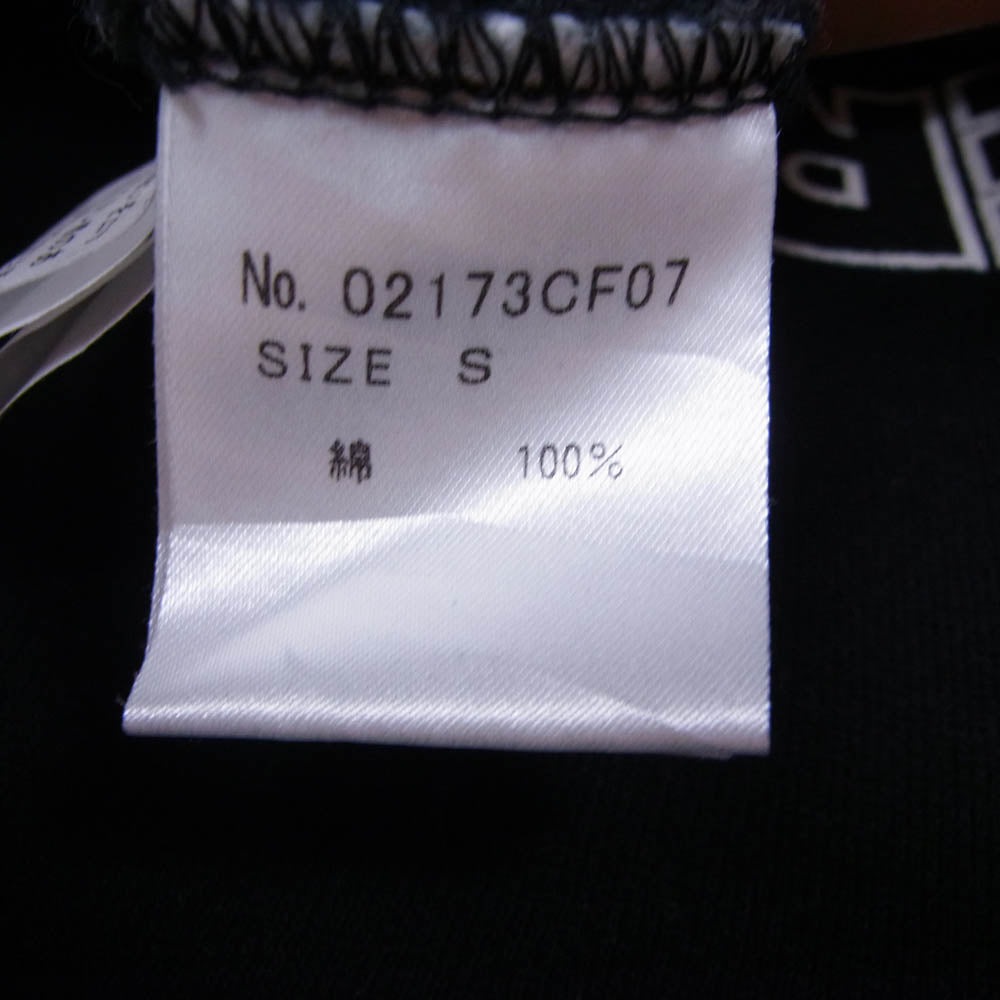 No. 02173CF07
SIZE S
綿 100%